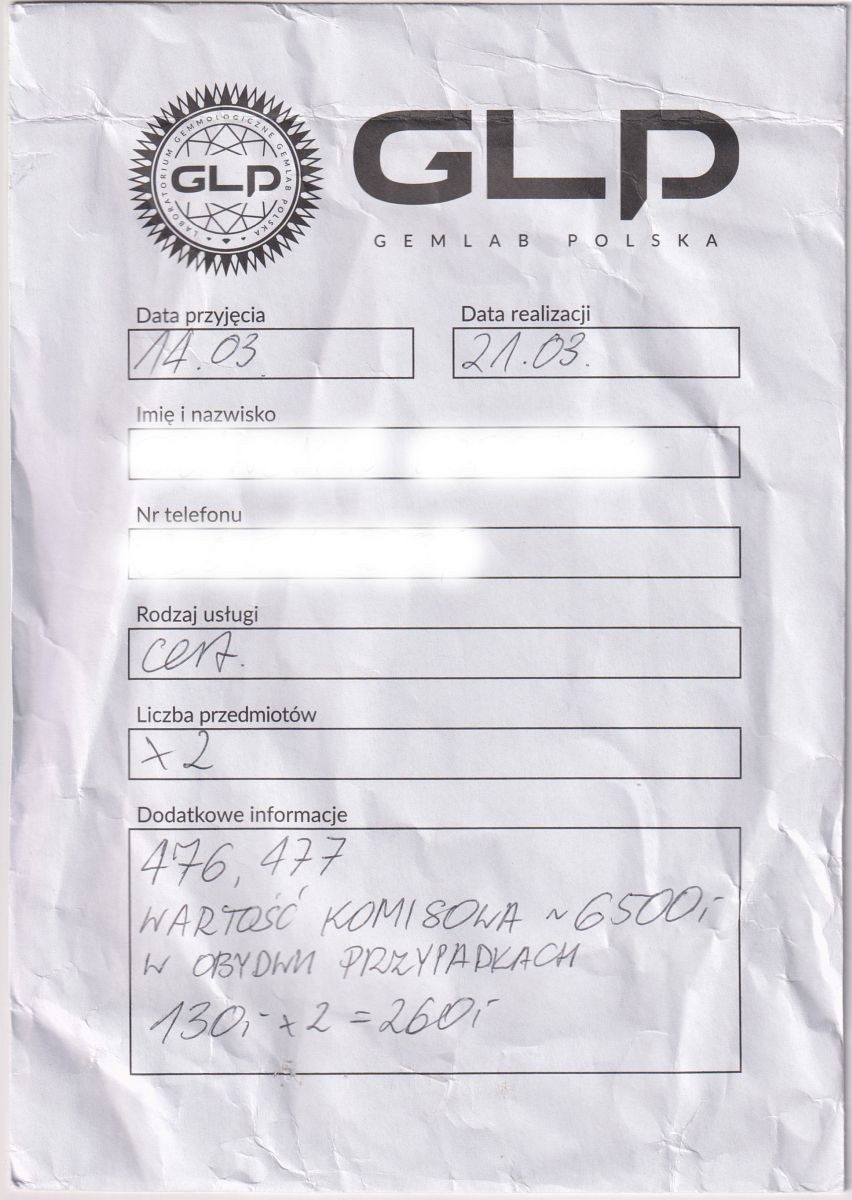 LABORATORIUM GEMMOLOGICZNE GEMLAB POLSKA
GLP
GLP
GEMLAB POLSKA
Data przyjęcia
14.03.
Data realizacji
21.03.
Imię i nazwisko
Nr telefonu
Rodzaj usługi
cert.
Liczba przedmiotów
x2
Dodatkowe informacje
476, 477
WARTOŚĆ KOMISOWA ~6500,-
W OBYDWU PRZYPADKACH
130,- x 2 = 260,-